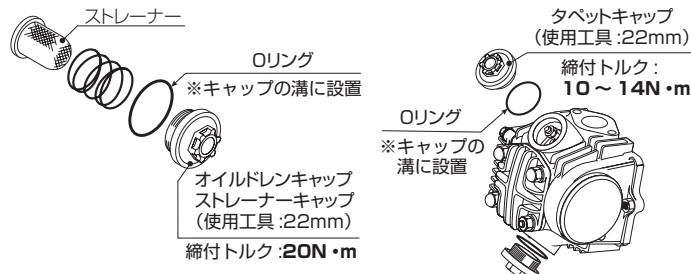 ストレーナー
Oリング
※キャップの溝に設置
オイルドレンキャップ
ストレーナーキャップ
(使用工具:22mm)
締付トルク:20N・m
タペットキャップ
(使用工具:22mm)
締付トルク:
10～14N・m
Oリング
※キャップの
溝に設置